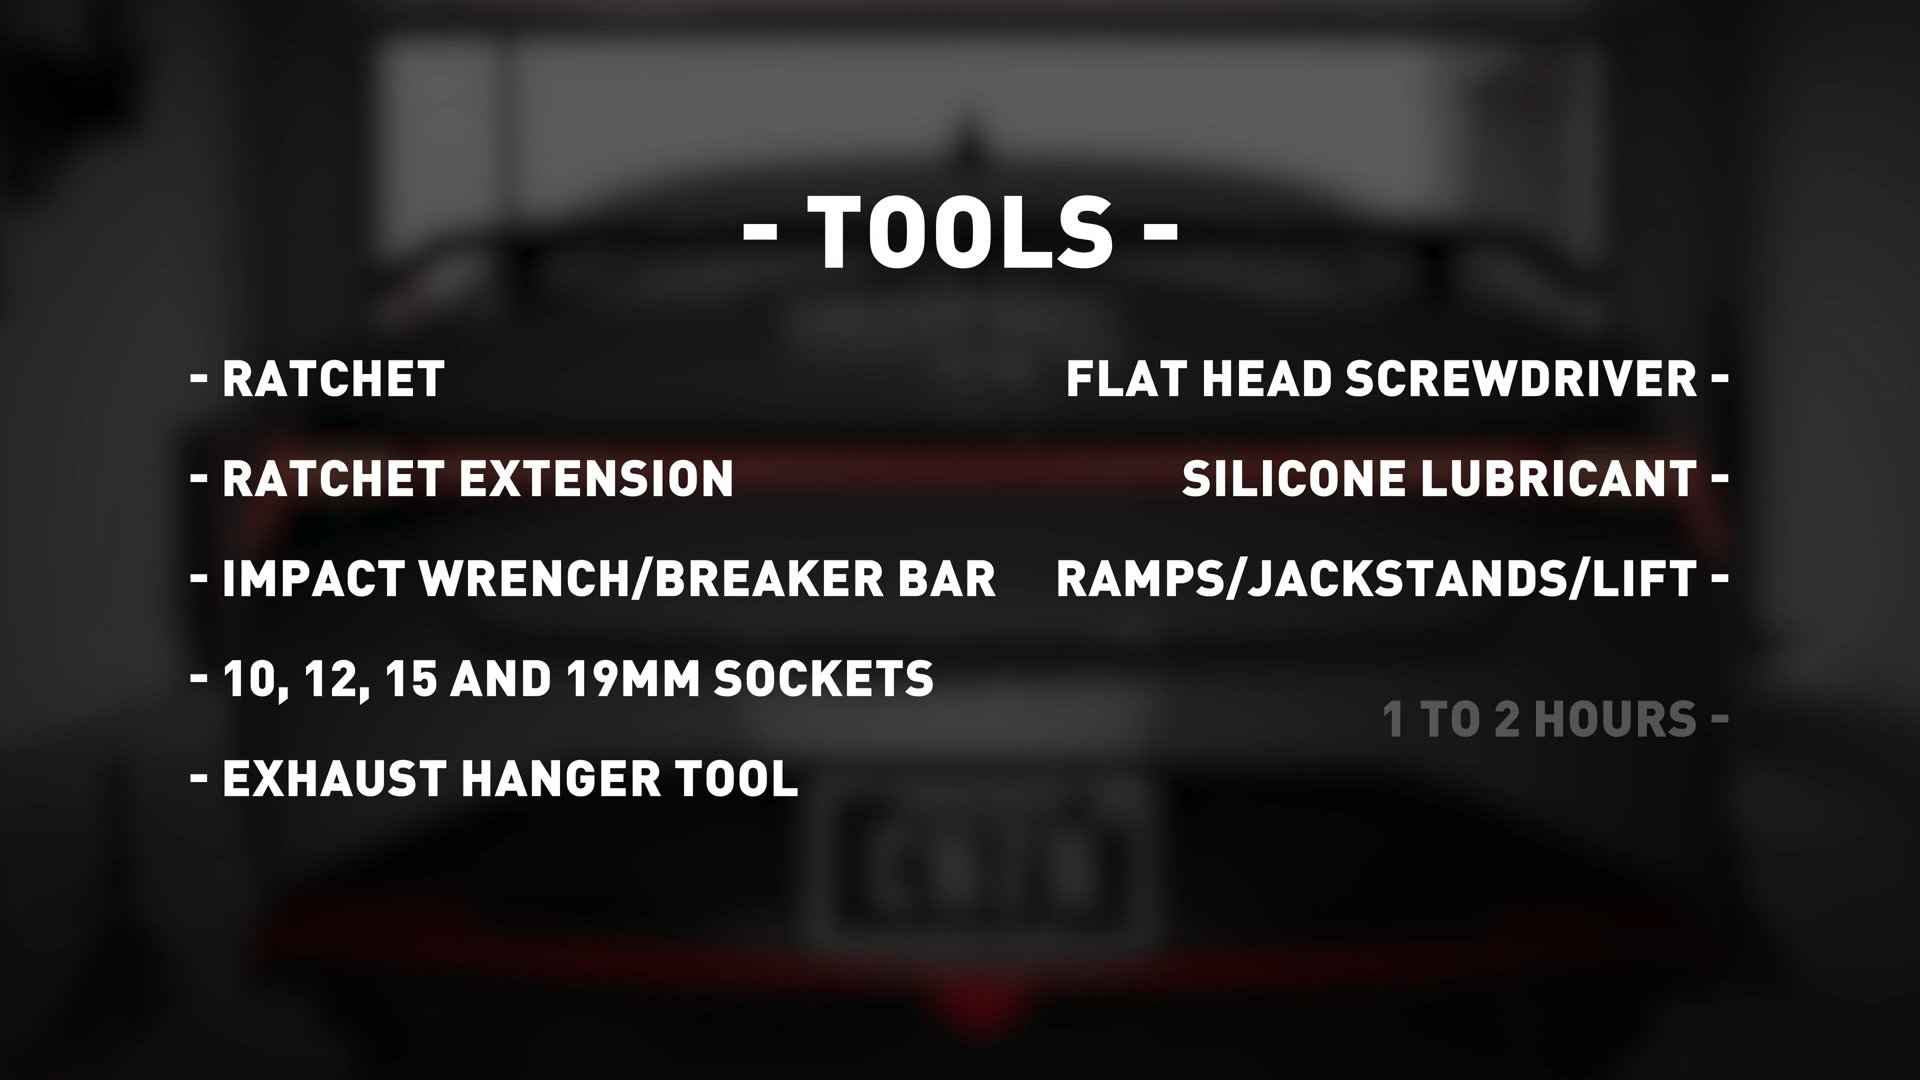 - TOOLS -
- RATCHET
- RATCHET EXTENSION
- IMPACT WRENCH/BREAKER BAR
- 10, 12, 15 AND 19MM SOCKETS
- EXHAUST HANGER TOOL
FLAT HEAD SCREWDRIVER -
SILICONE LUBRICANT -
RAMPS/JACKSTANDS/LIFT -
1 TO 2 HOURS -